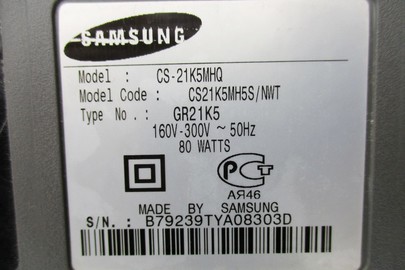 SAMSUNG
Model : CS-21K5MHQ
Model Code : CS21K5MH5S/NWT
Type No . : GR21K5
160V-300V ~ 50Hz
80 WATTS
PCT
АЯ46
MADE BY SAMSUNG
S/N. : B79239TYA08303D